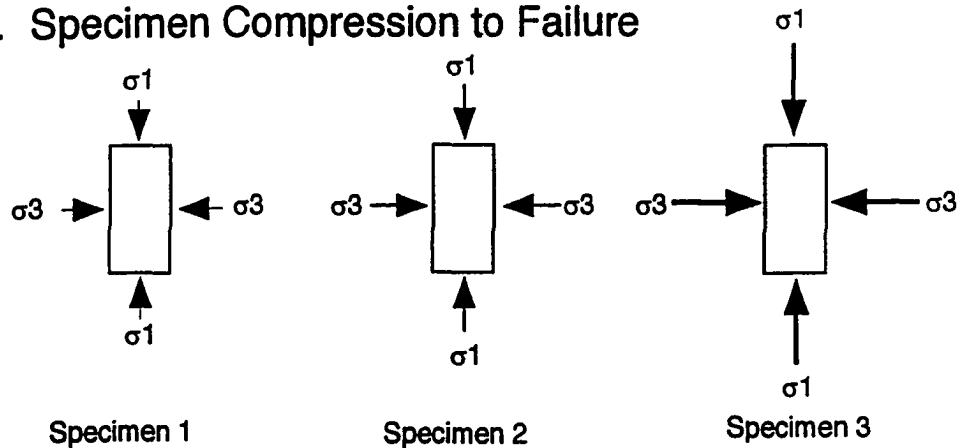 . Specimen Compression to Failure
σ1
σ1
σ1
σ3 σ3 σ3 σ3 σ3 σ3
σ1
σ1
σ1
Specimen 1 Specimen 2 Specimen 3